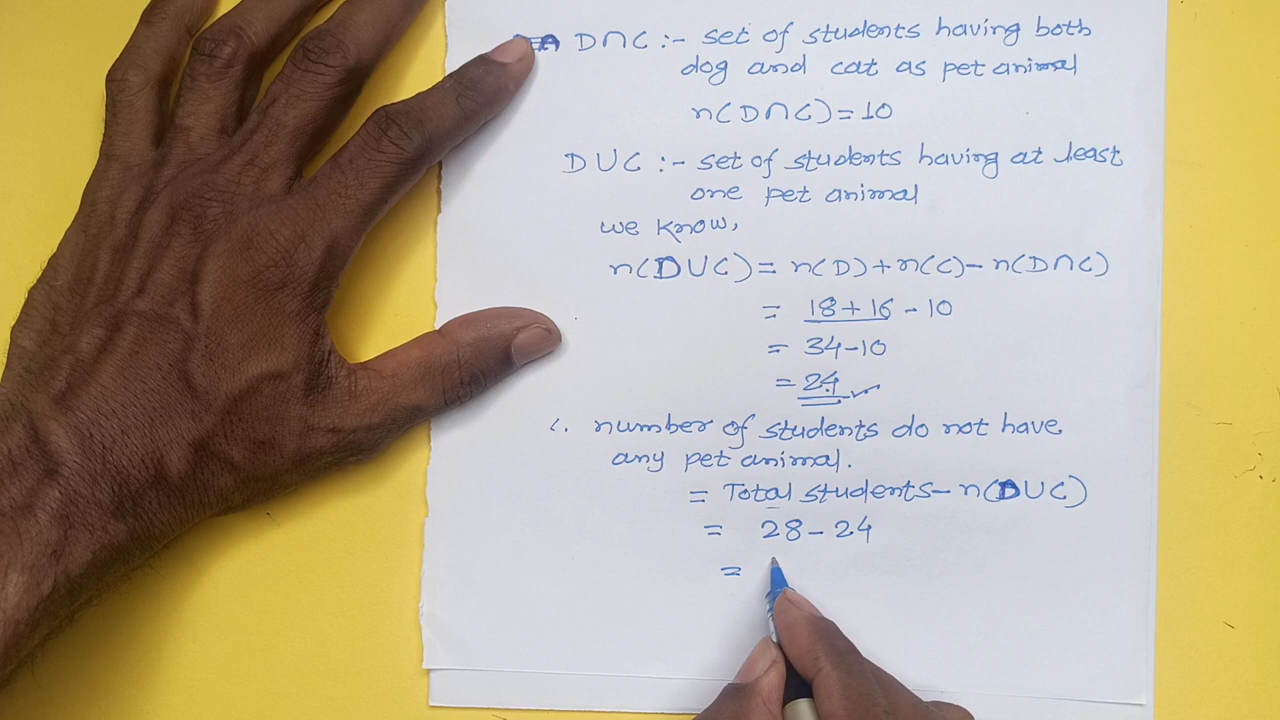 D∩C :- set of students having both
dog and cat as pet animal
n(D∩C)=10
D∪C :- set of students having at least
one pet animal
we know,
n(D∪C) = n(D)+n(C)-n(D∩C)
= 18+16-10
= 34-10
= 24 ✓
∴ number of students do not have
any pet animal.
= Total students-n(D∪C)
= 28-24
=